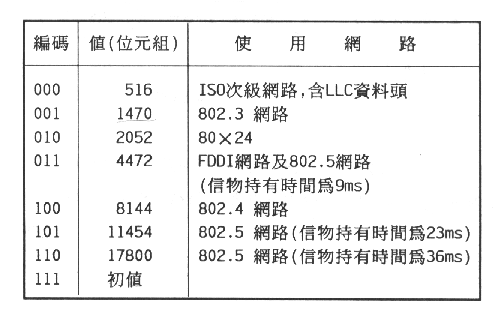 編碼 值(位元組) 使用網路
000 516 ISO次級網路,含LLC資料頭
001 1470 802.3 網路
010 2052 80×24
011 4472 FDDI網路及802.5網路
(信物持有時間爲9ms)
100 8144 802.4 網路
101 11454 802.5 網路(信物持有時間爲23ms)
110 17800 802.5 網路(信物持有時間爲36ms)
111 初值